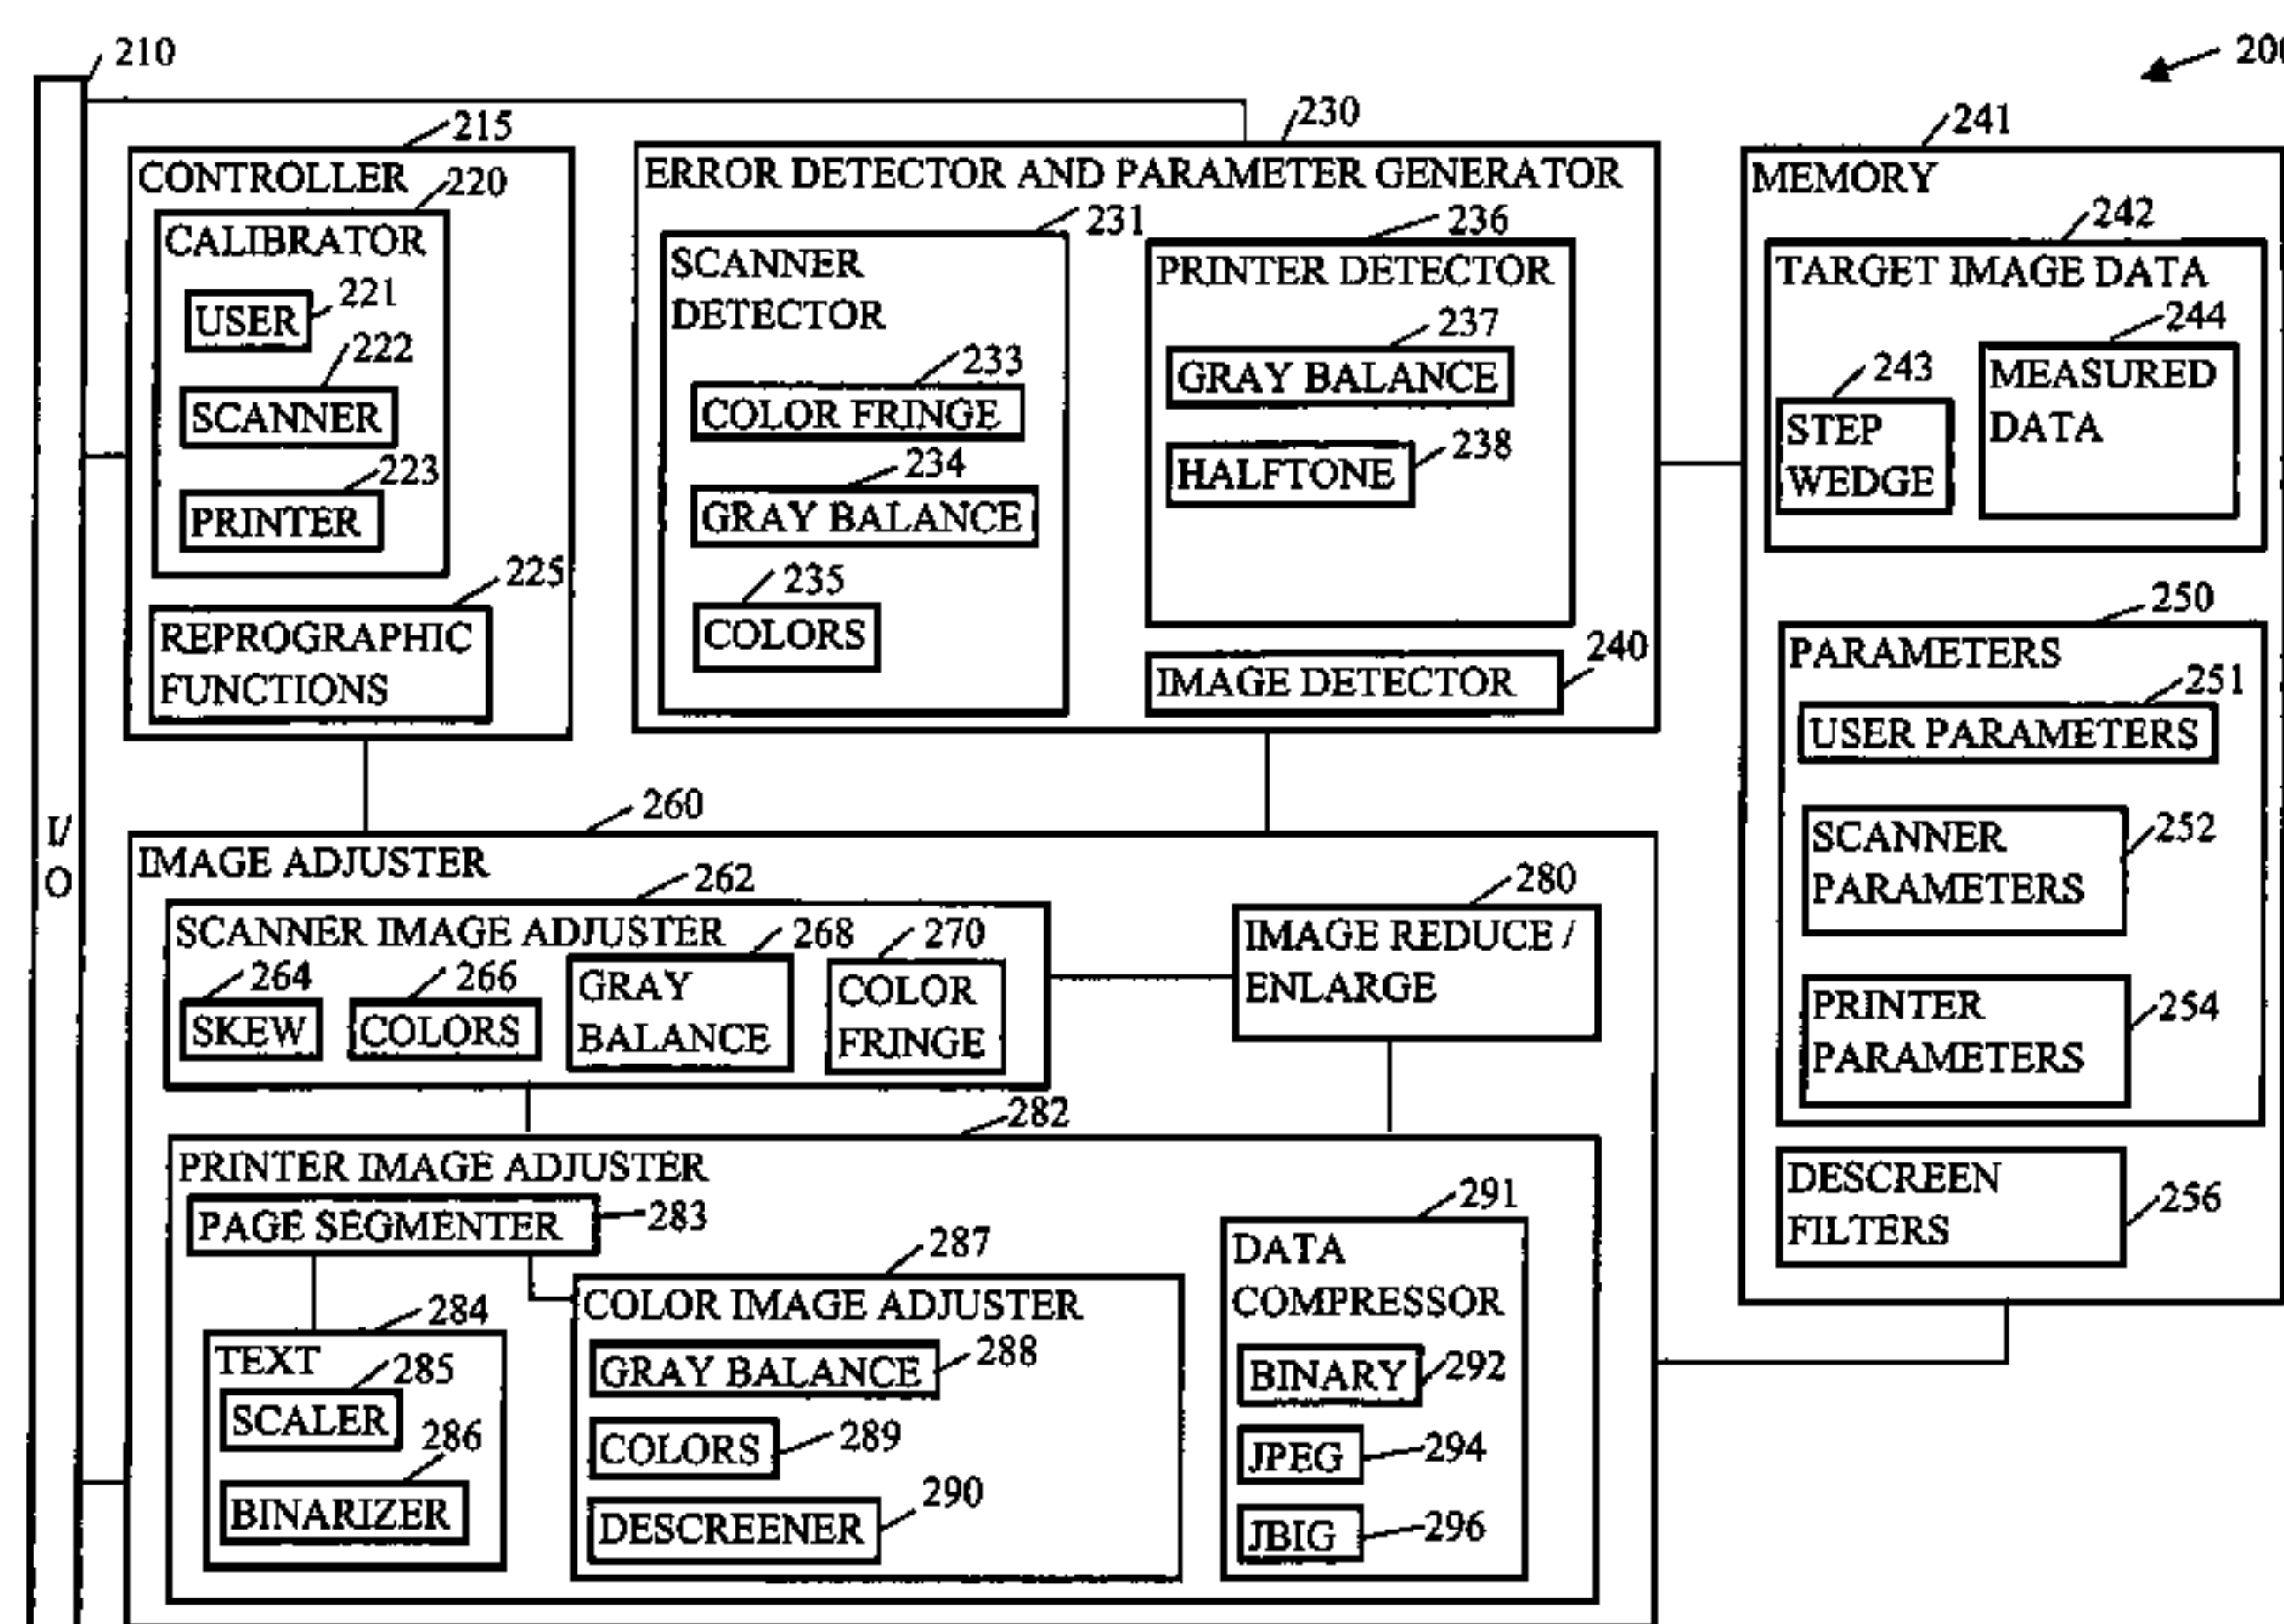 210
200
215
230
241
CONTROLLER
220
CALIBRATOR
USER
221
222
SCANNER
223
PRINTER
225
REPROGRAPHIC
FUNCTIONS
ERROR DETECTOR AND PARAMETER GENERATOR
231
SCANNER
DETECTOR
233
COLOR FRINGE
234
GRAY BALANCE
235
COLORS
236
PRINTER DETECTOR
237
GRAY BALANCE
HALFTONE
238
240
IMAGE DETECTOR
MEMORY
242
TARGET IMAGE DATA
243
STEP
WEDGE
244
MEASURED
DATA
250
PARAMETERS
251
USER PARAMETERS
SCANNER
PARAMETERS
252
PRINTER
PARAMETERS
254
DESCREEN
FILTERS
256
I/
O
260
IMAGE ADJUSTER
262
SCANNER IMAGE ADJUSTER
264
SKEW
266
COLORS
268
GRAY
BALANCE
270
COLOR
FRINGE
280
IMAGE REDUCE /
ENLARGE
282
PRINTER IMAGE ADJUSTER
PAGE SEGMENTER
283
284
TEXT
285
SCALER
286
BINARIZER
287
COLOR IMAGE ADJUSTER
GRAY BALANCE
288
COLORS
289
DESCREENER
290
291
DATA
COMPRESSOR
BINARY
292
JPEG
294
JBIG
296